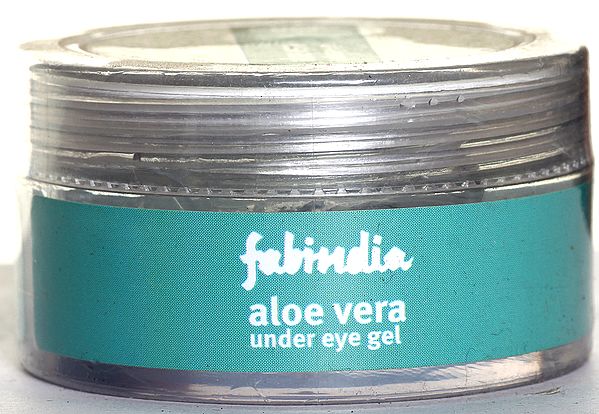 fabindia
aloe vera
under eye gel